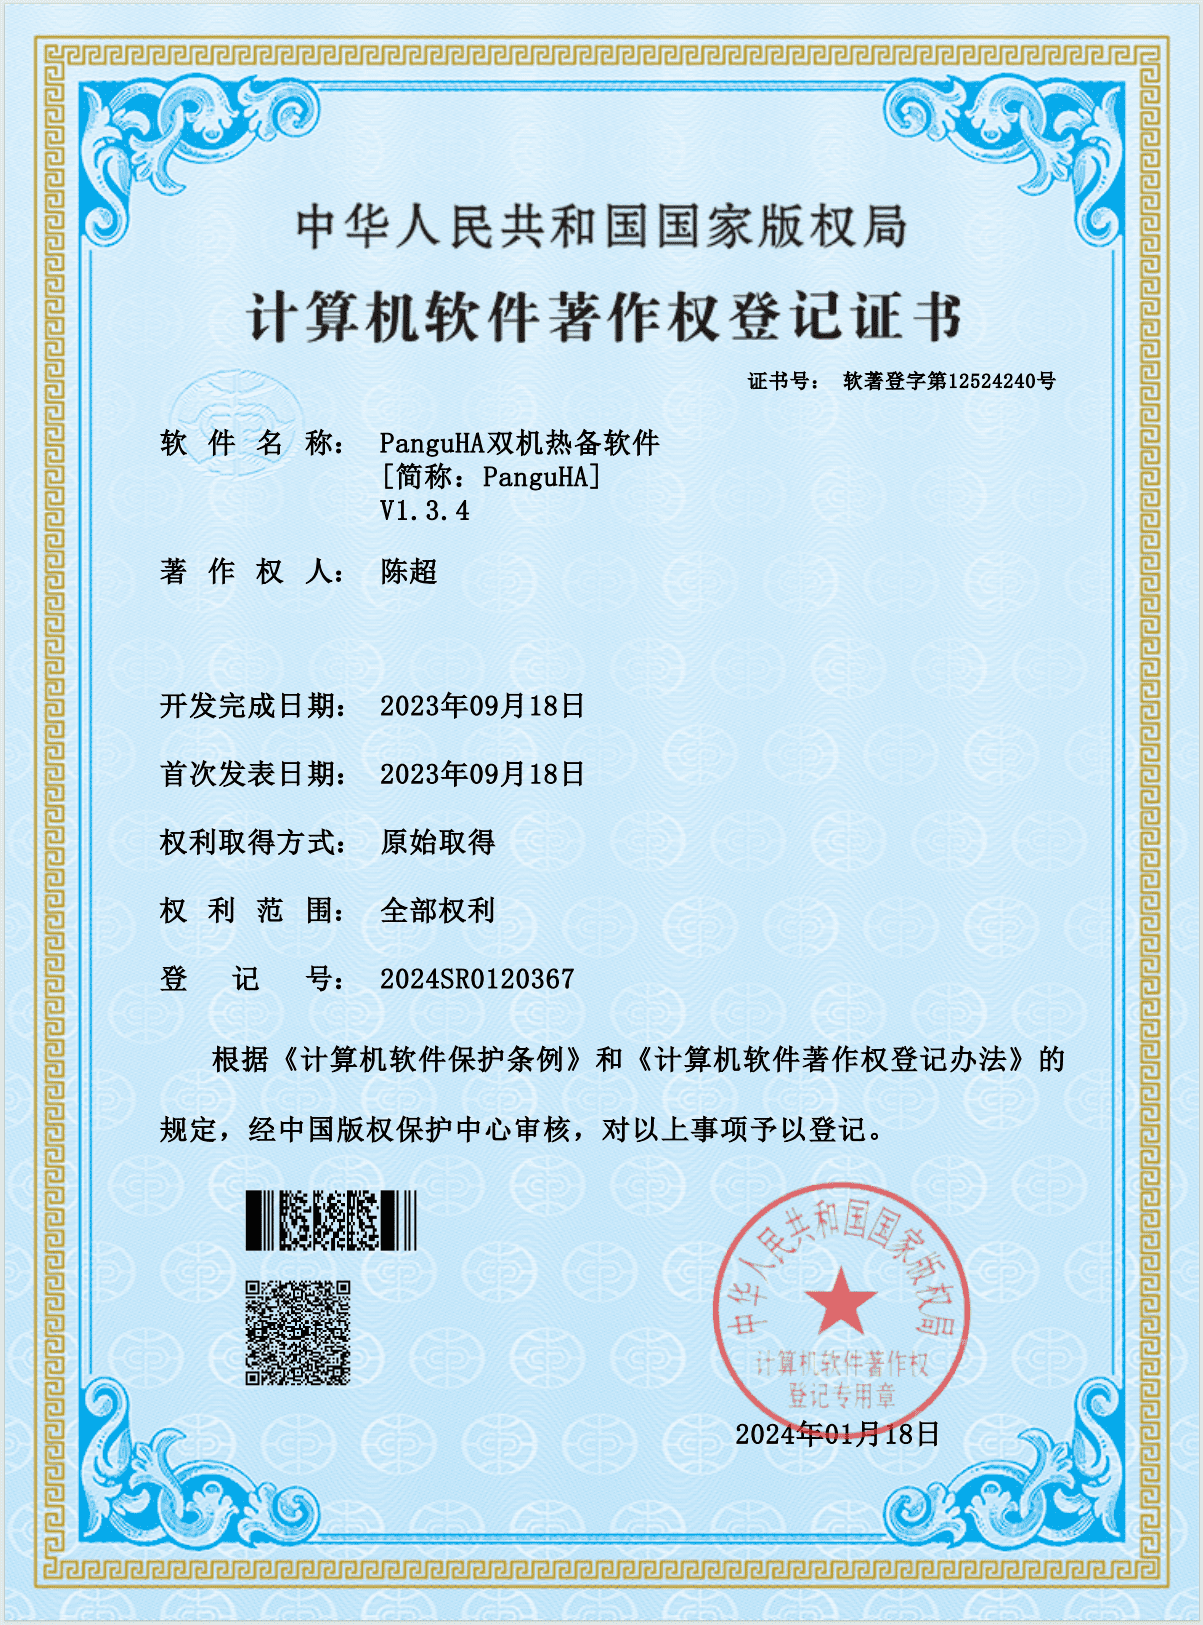 中华人民共和国国家版权局
计算机软件著作权登记证书
证书号： 软著登字第12524240号
软件名称： PanguHA双机热备软件
[简称：PanguHA]
V1.3.4
著作权人： 陈超
开发完成日期： 2023年09月18日
首次发表日期： 2023年09月18日
权利取得方式： 原始取得
权利范围： 全部权利
登记号： 2024SR0120367
根据《计算机软件保护条例》和《计算机软件著作权登记办法》的
规定，经中国版权保护中心审核，对以上事项予以登记。
中华人民共和国国家版权局
计算机软件著作权
登记专用章
2024年01月18日